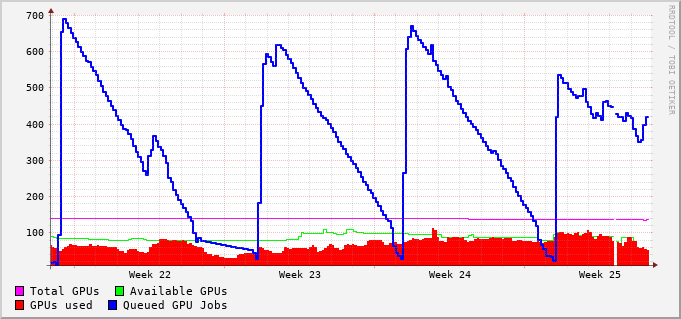 700
600
500
400
300
200
100
Week 22 Week 23 Week 24 Week 25
Total GPUs Available GPUs
GPUs used Queued GPU Jobs
RRDTOOL / TOBI OETIKER